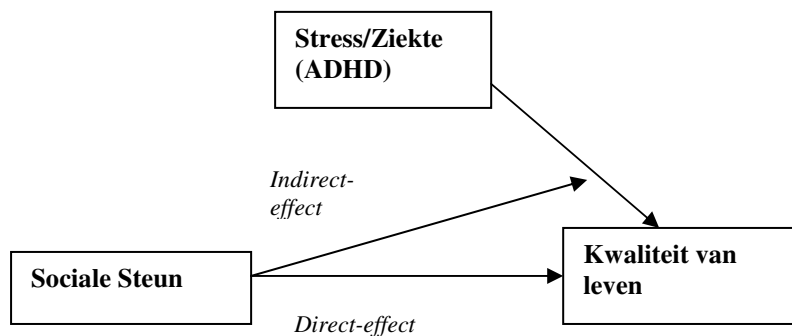 Stress/Ziekte
(ADHD)
Indirect-
effect
Sociale Steun
Kwaliteit van
leven
Direct-effect